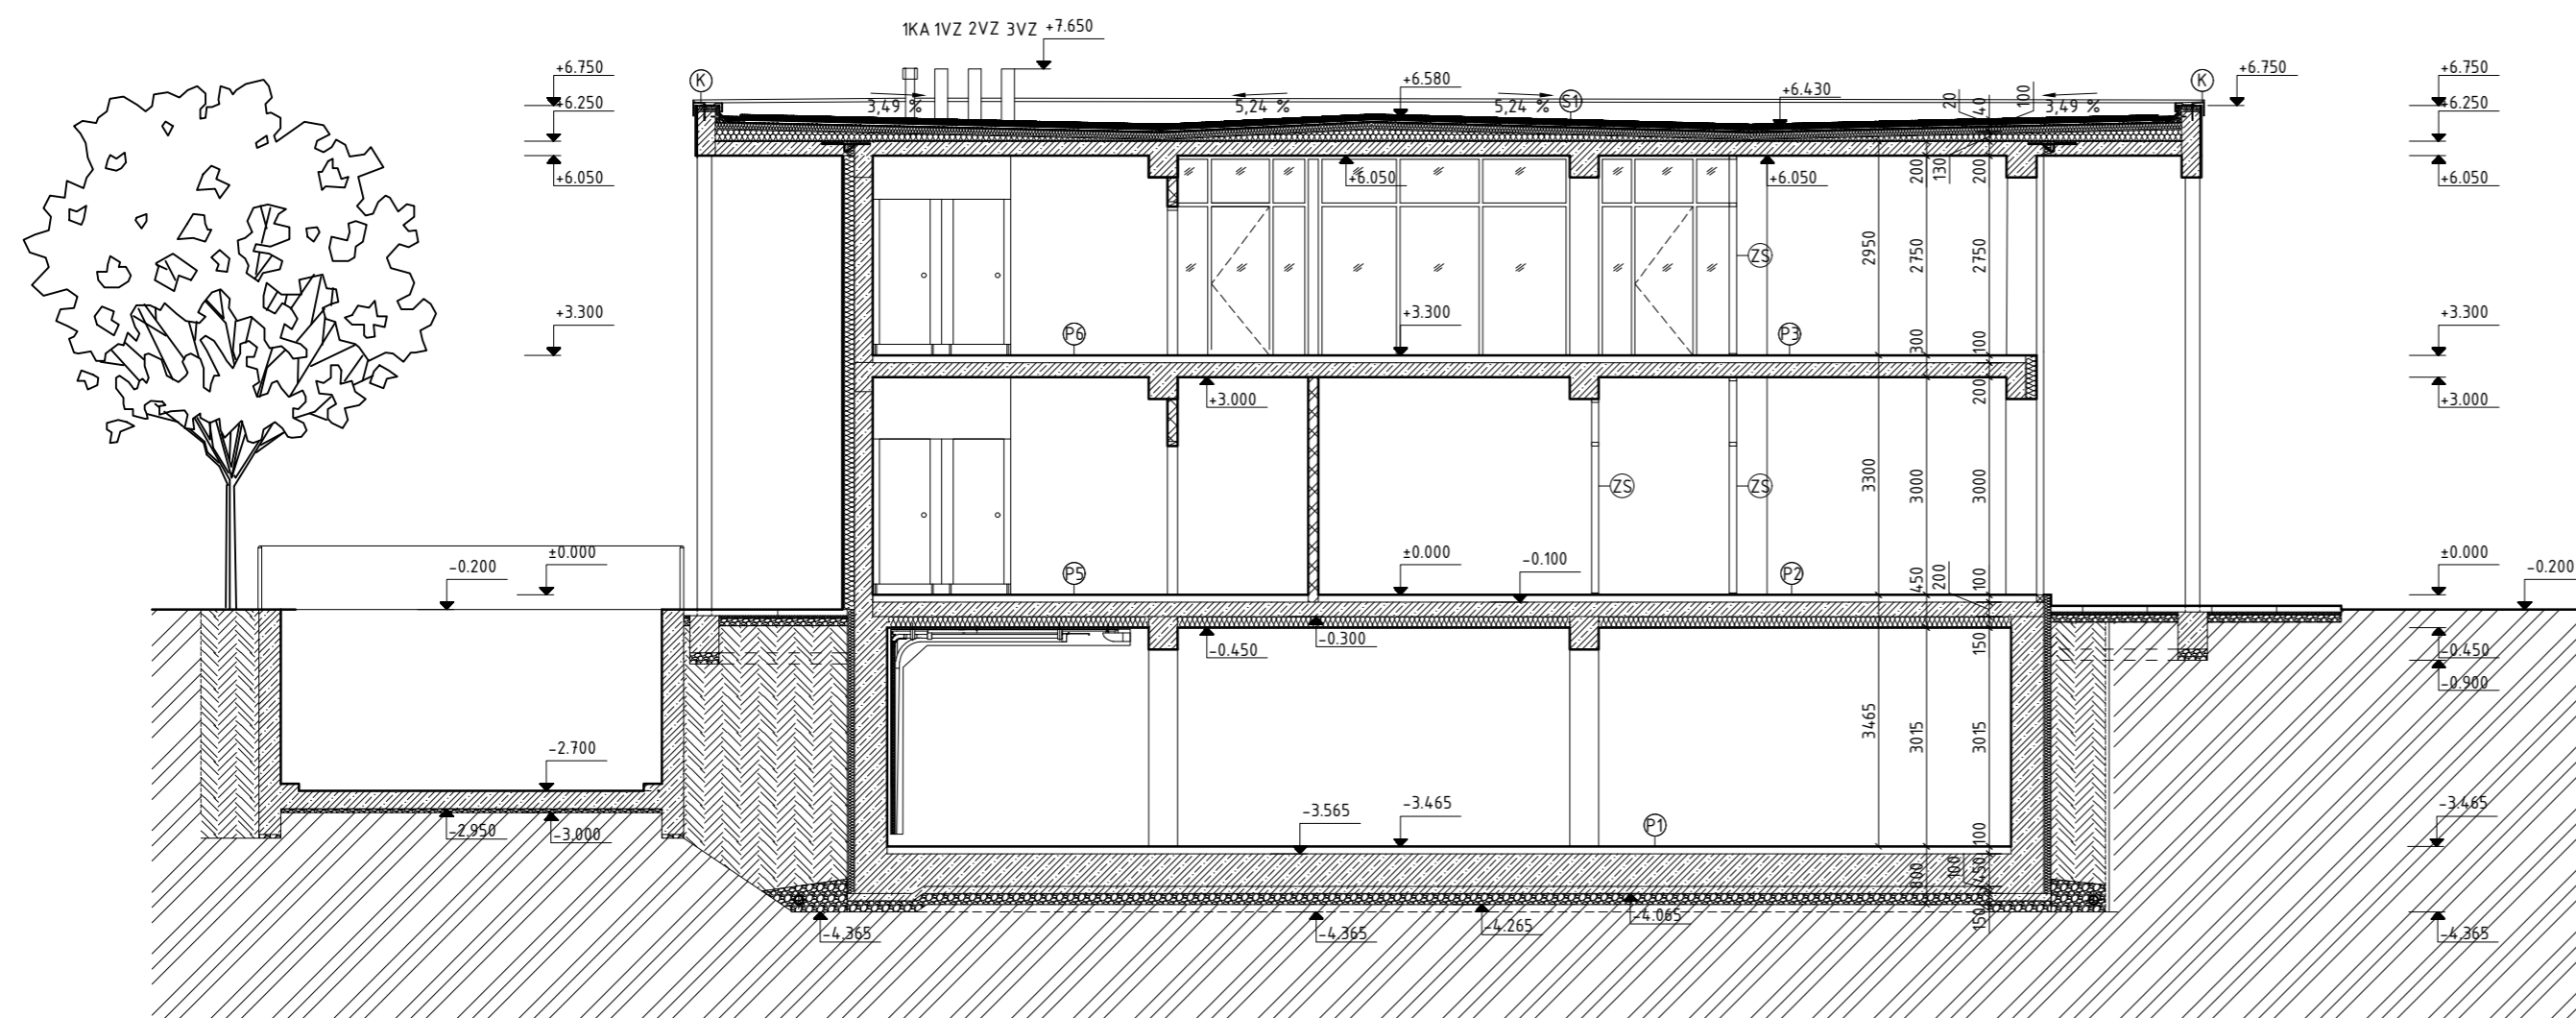 1KA 1VZ 2VZ 3VZ +7.650
+6.750 K +6.580 +6.430 K +6.750 +6.750
+6.250 3,49 % 5,24 % 5,24 % S1 20 40 100 3,49 % +6.250
+6.050 +6.050 +6.050 200 130 200 +6.050
2950 2750 2750
ZS
+3.300 P6 +3.300 P3 300 100 +3.300
+3.000 200 +3.000
3300 3000 3000
ZS ZS
-0.200 ±0.000 P5 ±0.000 -0.100 P2 450 200 100 ±0.000 -0.200
-0.450 -0.300 150 -0.450
-0.900
-2.700 3465 3015 3015
-2.950 -3,000 -3.565 -3.465 P1 100 -3.465
800 100 450
-4.365 -4.365 -4.265 -4.065 150 -4.365